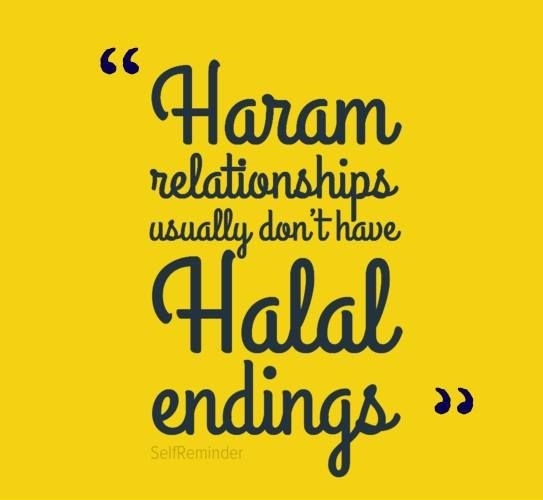 “
Haram
relationships
usually don't have
Halal
endings
”
SelfReminder